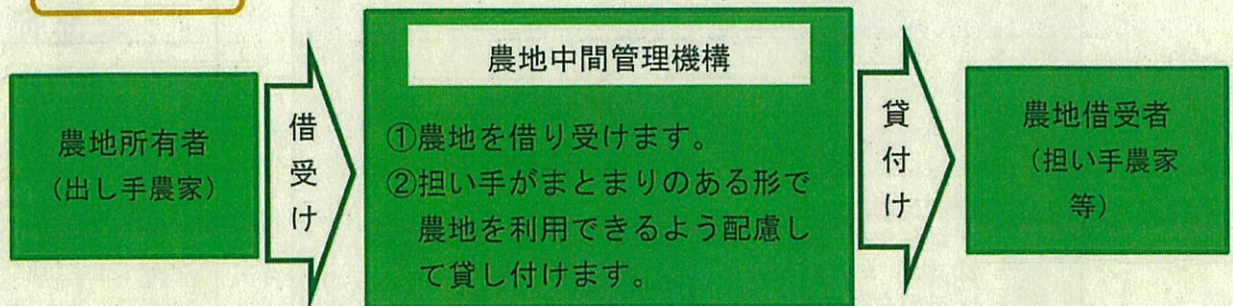 農地所有者
（出し手農家）
借受け
農地中間管理機構
①農地を借り受けます。
②担い手がまとまりのある形で
農地を利用できるよう配慮し
て貸し付けます。
貸付け
農地借受者
（担い手農家
等）